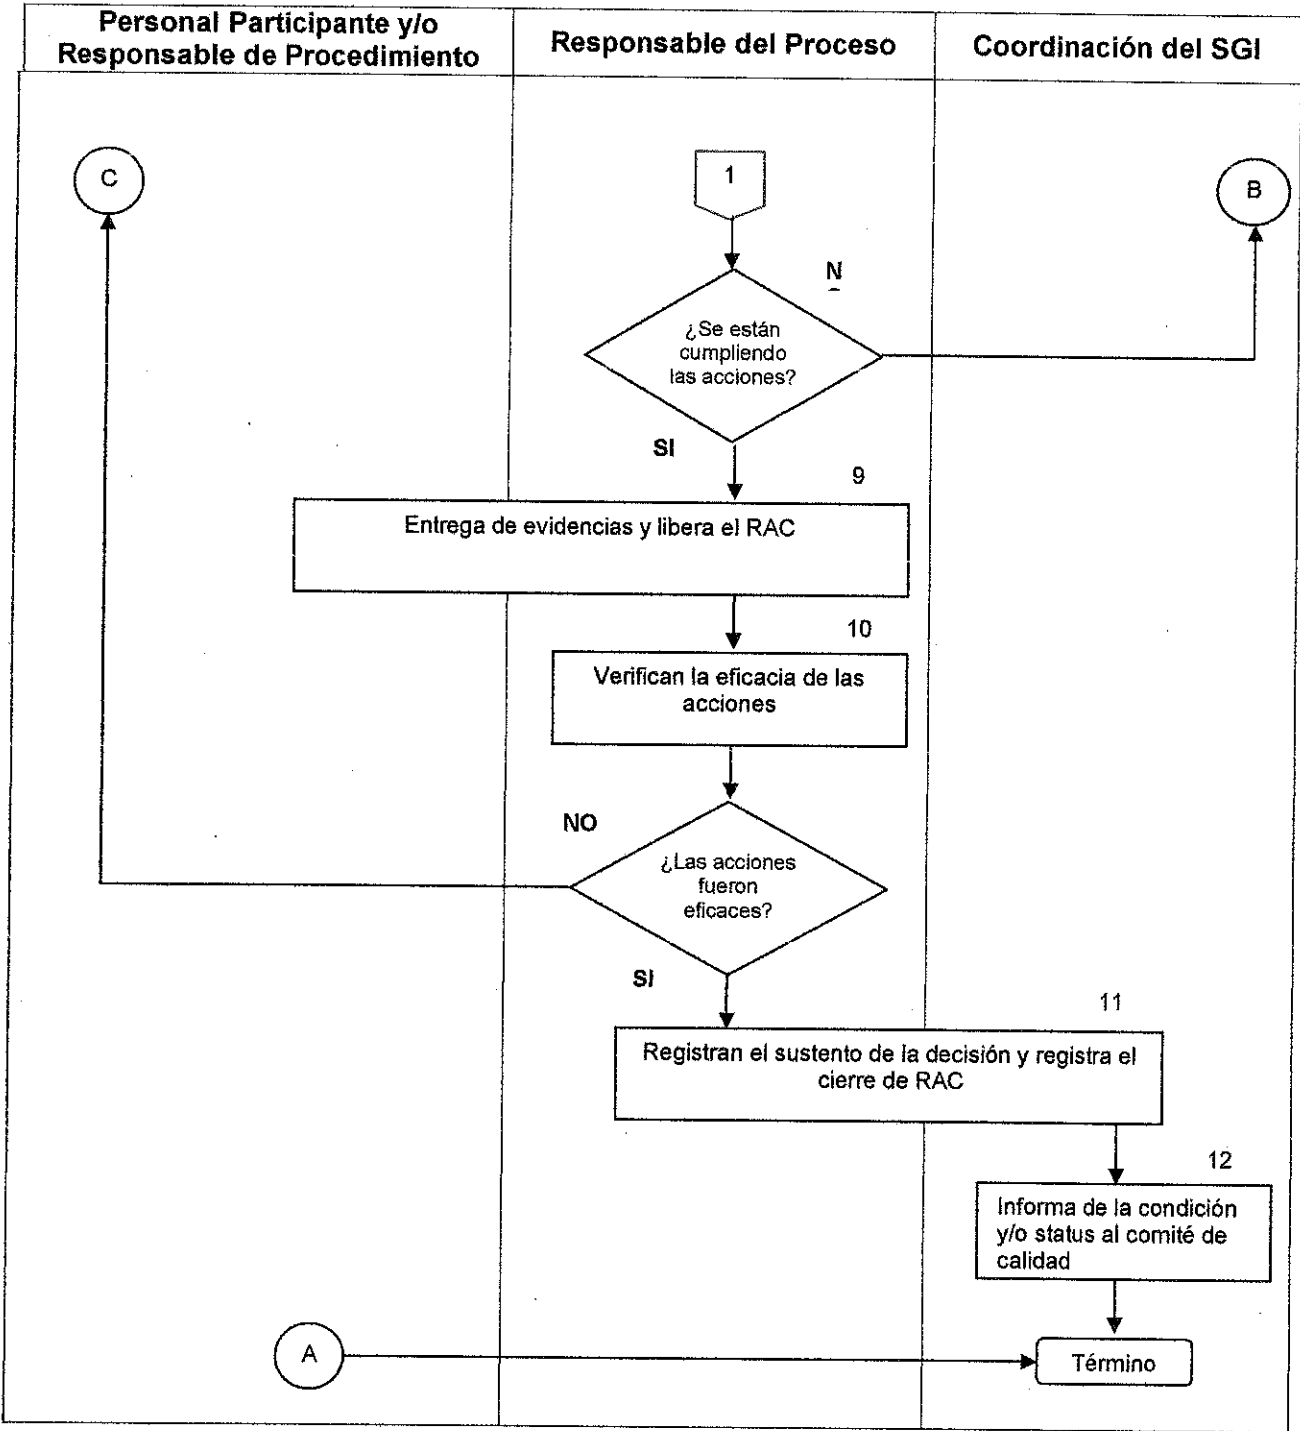 Personal Participante y/o
Responsable de Procedimiento
Responsable del Proceso
Coordinación del SGI
C
1
B
N
¿Se están
cumpliendo
las acciones?
SI
9
Entrega de evidencias y libera el RAC
10
Verifican la eficacia de las
acciones
NO
¿Las acciones
fueron
eficaces?
SI
11
Registran el sustento de la decisión y registra el
cierre de RAC
12
Informa de la condición
y/o status al comité de
calidad
A
Término